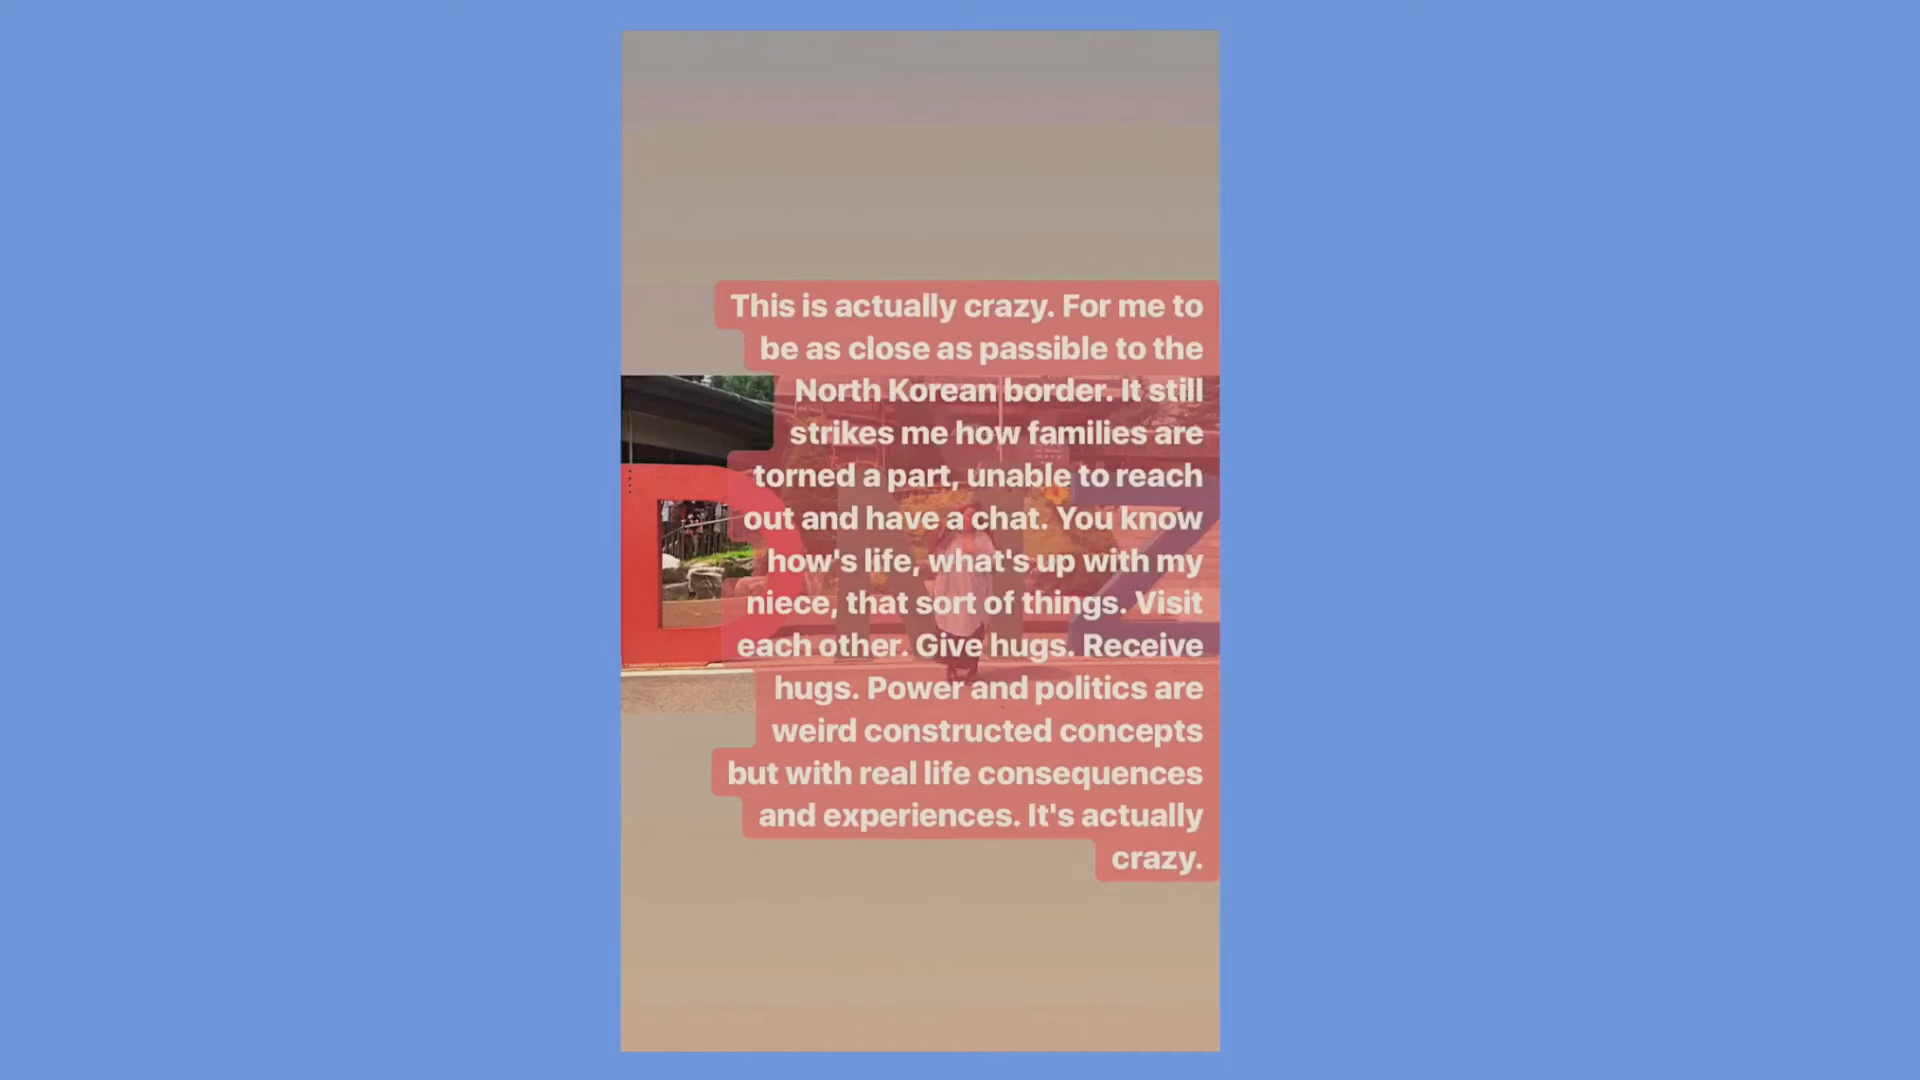 This is actually crazy. For me to
be as close as passible to the
North Korean border. It still
strikes me how families are
torned a part, unable to reach
out and have a chat. You know
how's life, what's up with my
niece, that sort of things. Visit
each other. Give hugs. Receive
hugs. Power and politics are
weird constructed concepts
but with real life consequences
and experiences. It's actually
crazy.
DMZ